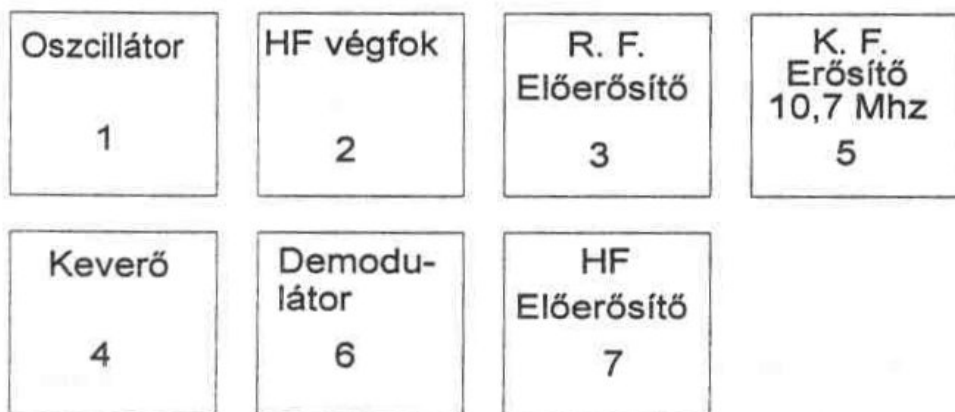 Oszcillátor
1
HF végfok
2
R. F.
Előerősítő
3
K. F.
Erősítő
10,7 Mhz
5
Keverő
4
Demodu-
látor
6
HF
Előerősítő
7